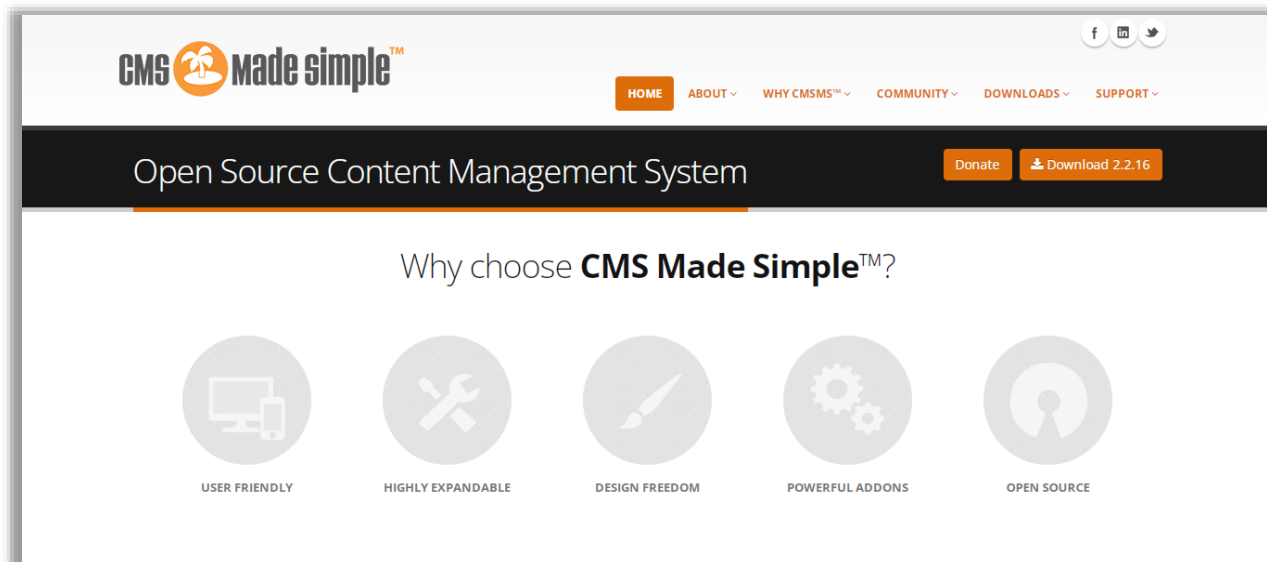 CMS Made Simple™
HOME ABOUT WHY CMSMS™ COMMUNITY DOWNLOADS SUPPORT
Open Source Content Management System
Donate
Download 2.2.16
Why choose CMS Made Simple™?
USER FRIENDLY
HIGHLY EXPANDABLE
DESIGN FREEDOM
POWERFUL ADDONS
OPEN SOURCE